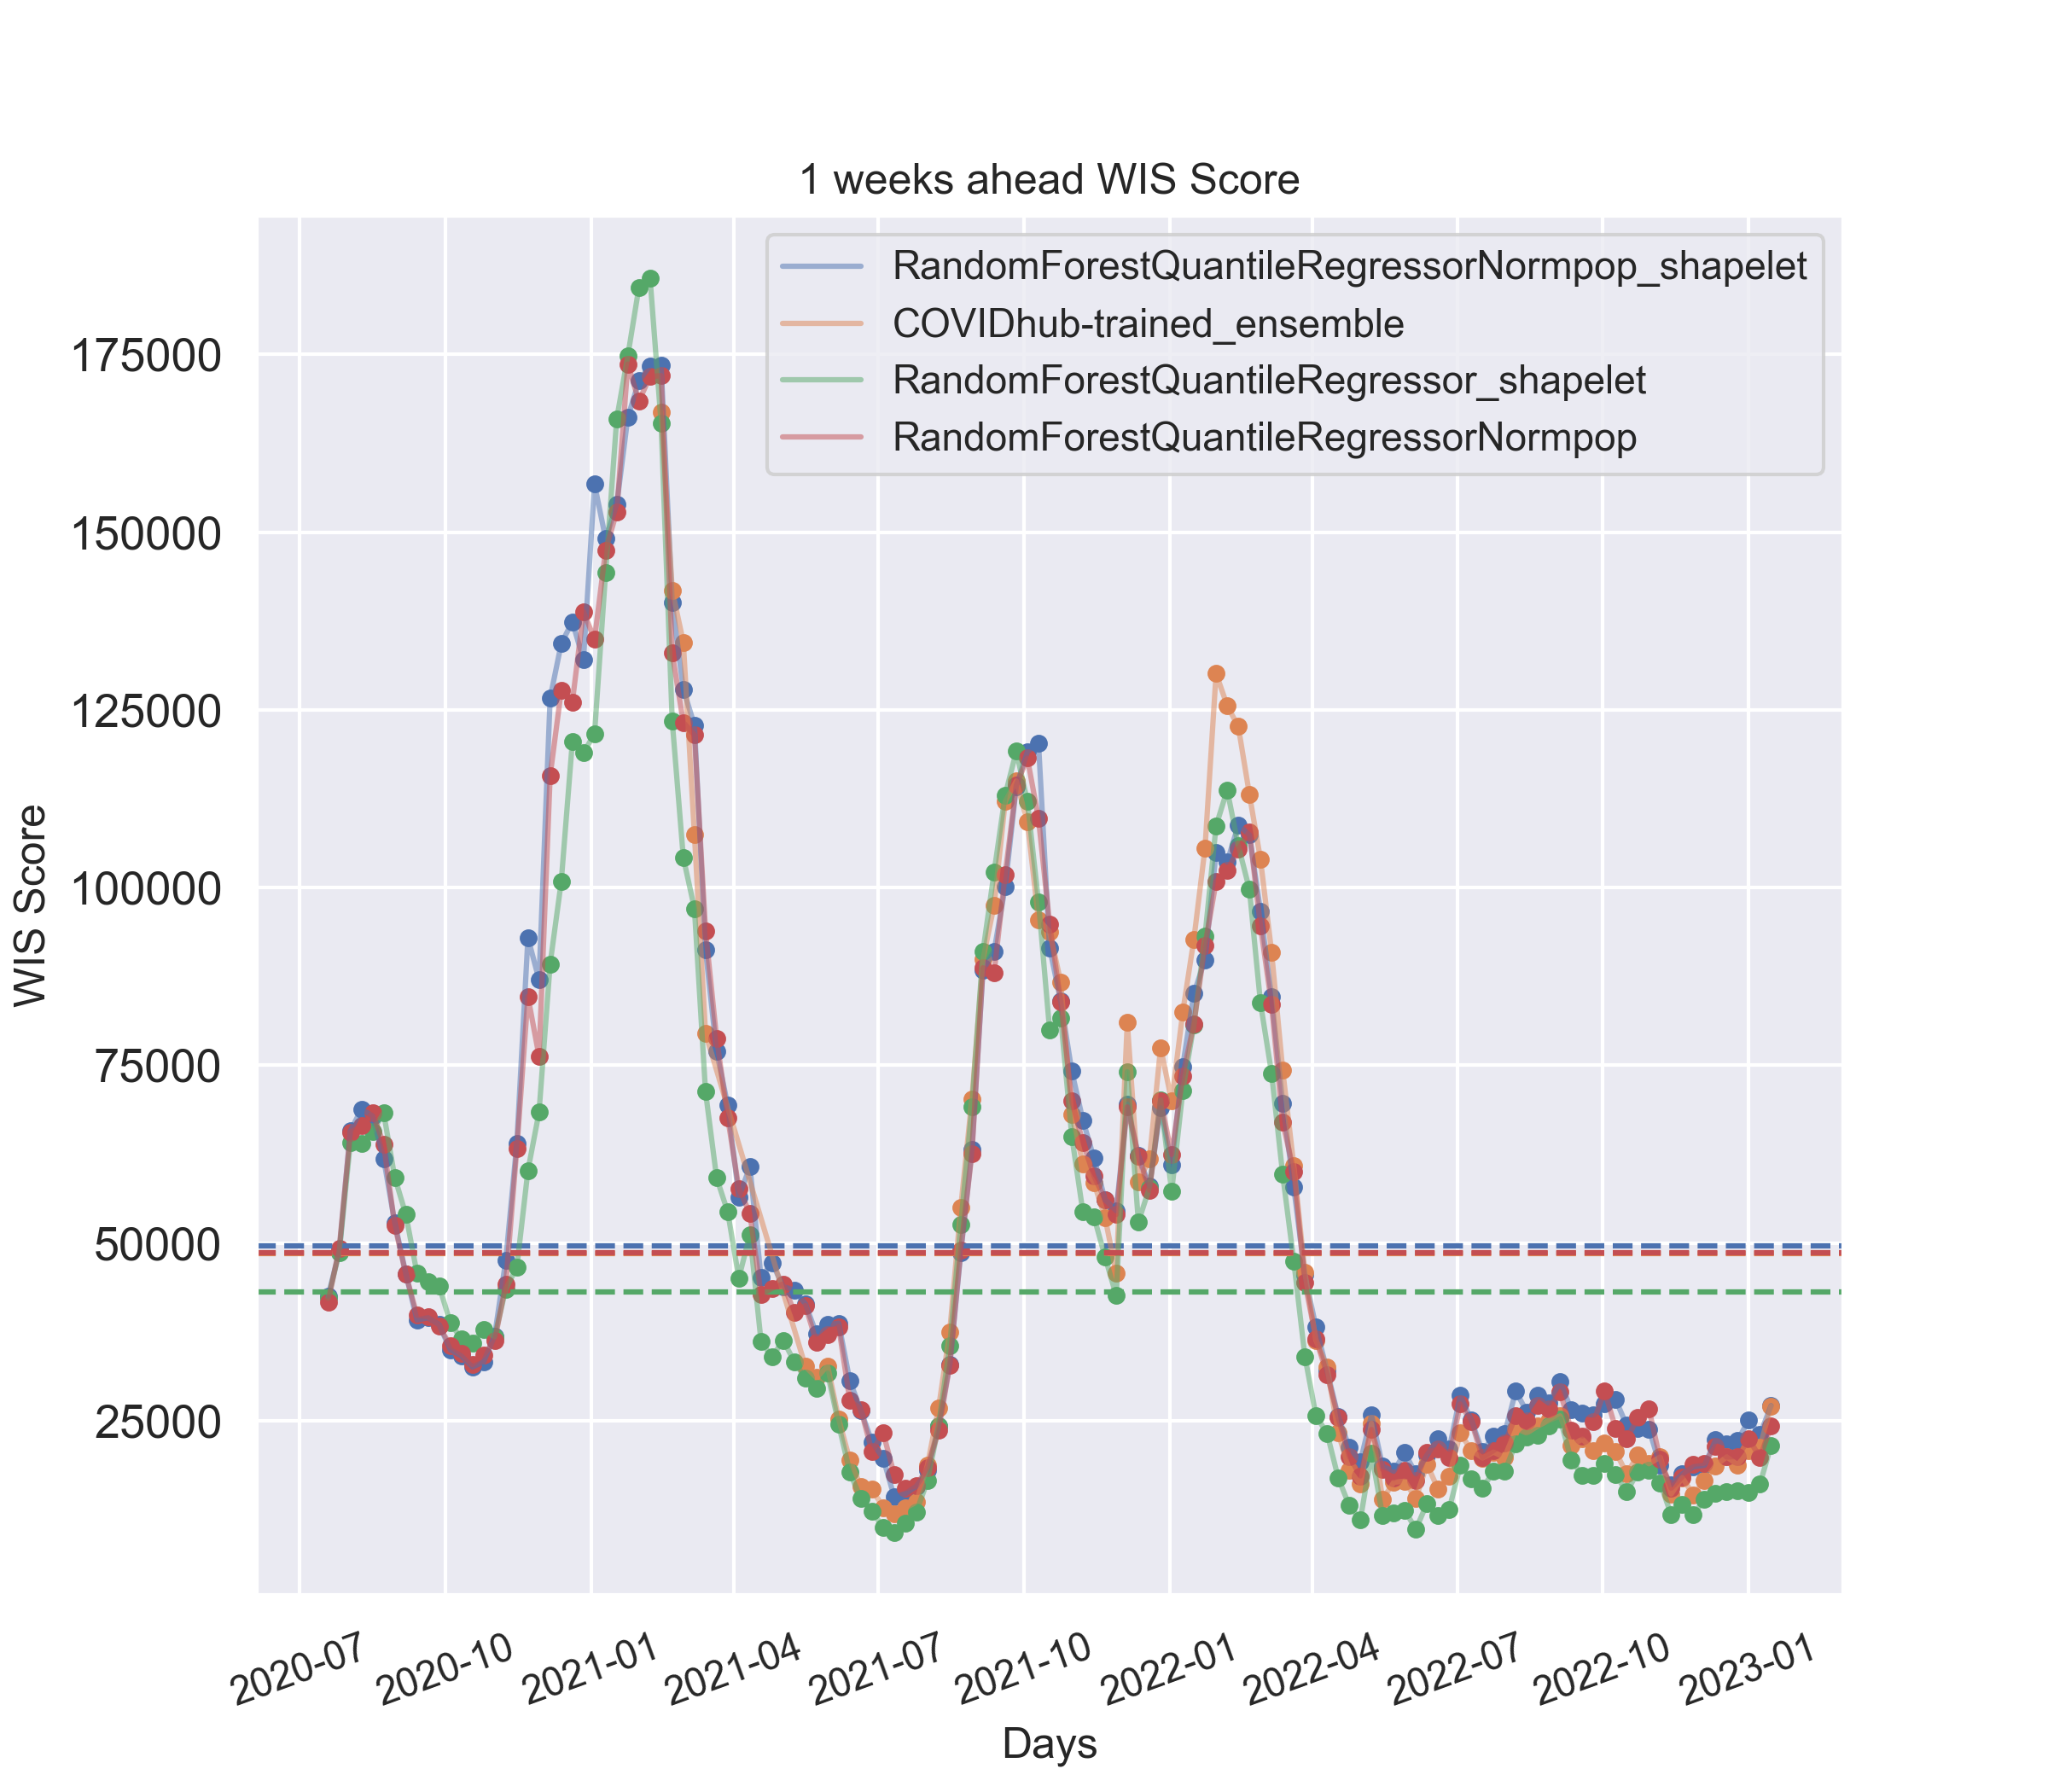 1 weeks ahead WIS Score
RandomForestQuantileRegressorNormpop_shapelet
COVIDhub-trained_ensemble
RandomForestQuantileRegressor_shapelet
RandomForestQuantileRegressorNormpop
175000
150000
125000
100000
75000
50000
25000
WIS Score
2020-07
2020-10
2021-01
2021-04
2021-07
2021-10
2022-01
2022-04
2022-07
2022-10
2023-01
Days